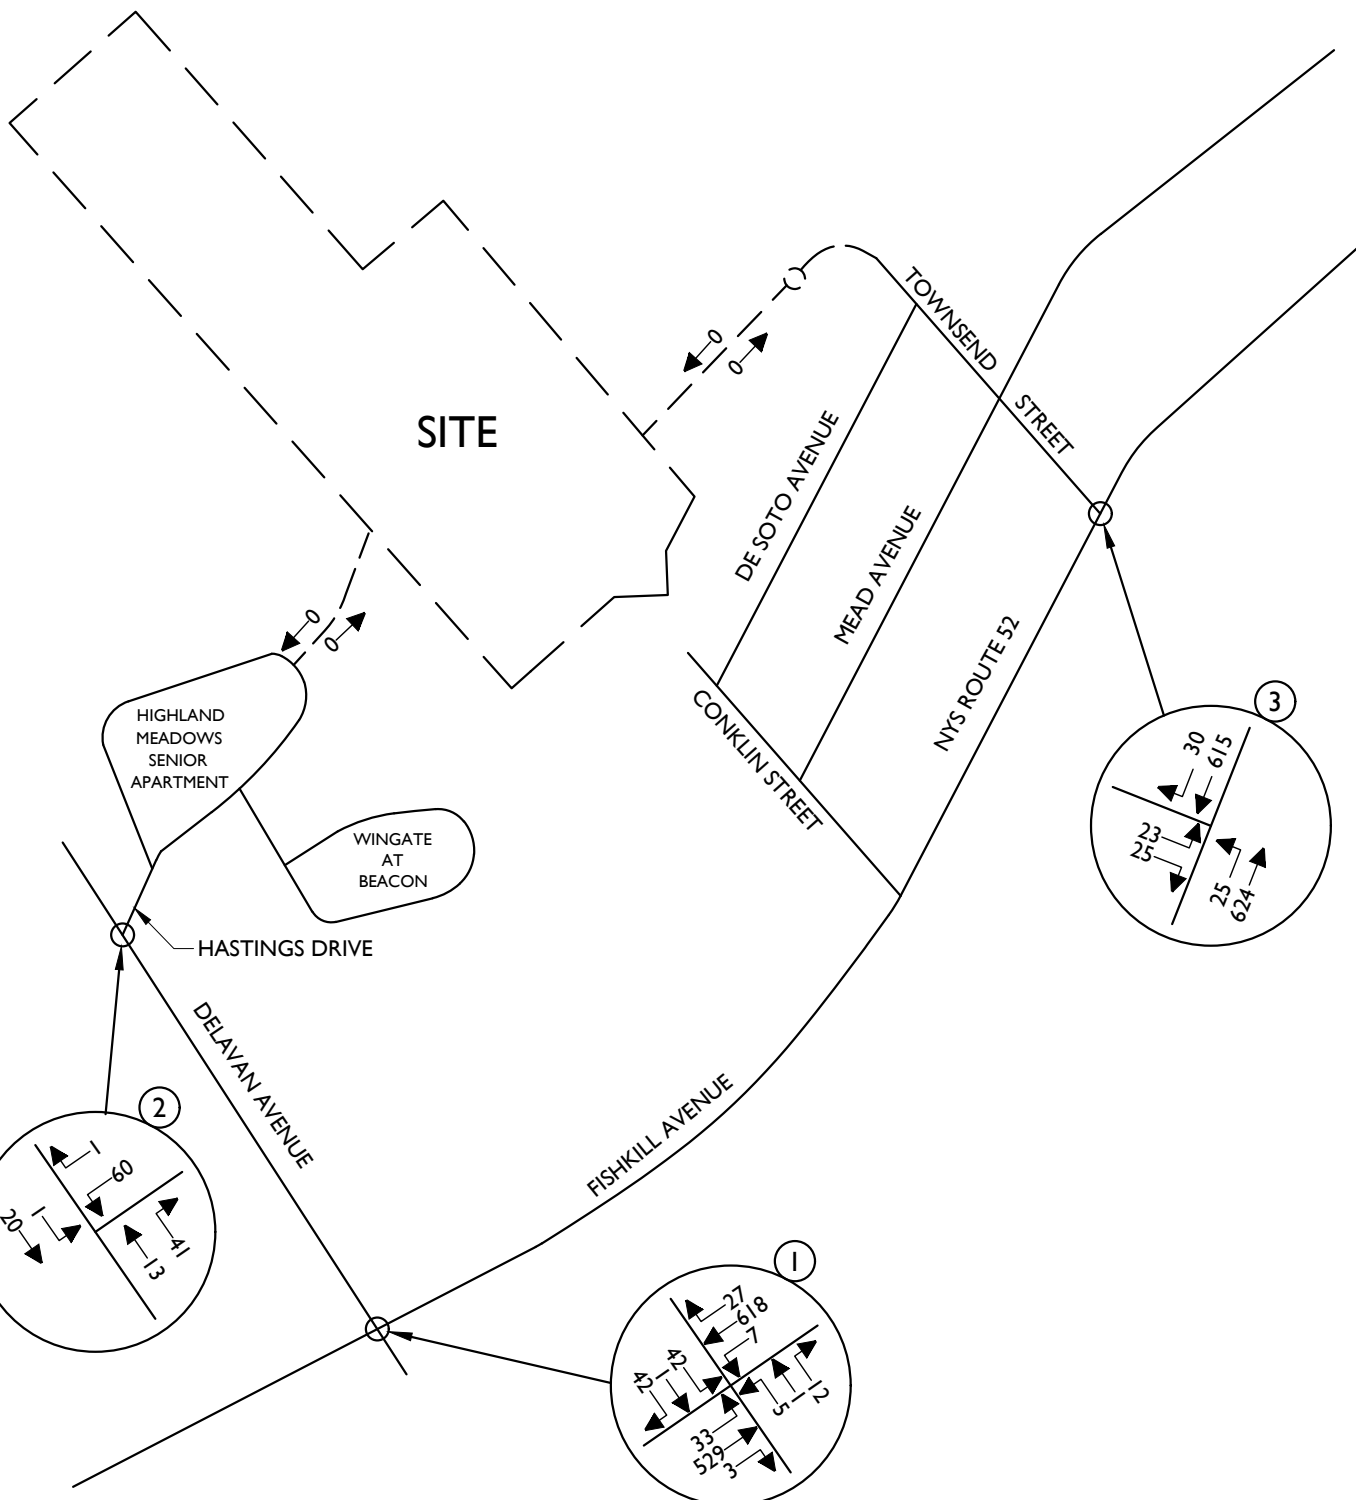 TOWNSEND
STREET
0
0
SITE
DE SOTO AVENUE
MEAD AVENUE
NYS ROUTE 52
0
0
HIGHLAND
MEADOWS
SENIOR
APARTMENT
CONKLIN STREET
3
30
615
23
25
25
624
WINGATE
AT
BEACON
HASTINGS DRIVE
DELAVAN AVENUE
FISHKILL AVENUE
2
1
60
20
1
41
13
1
27
618
7
42
1
42
12
1
5
33
529
3